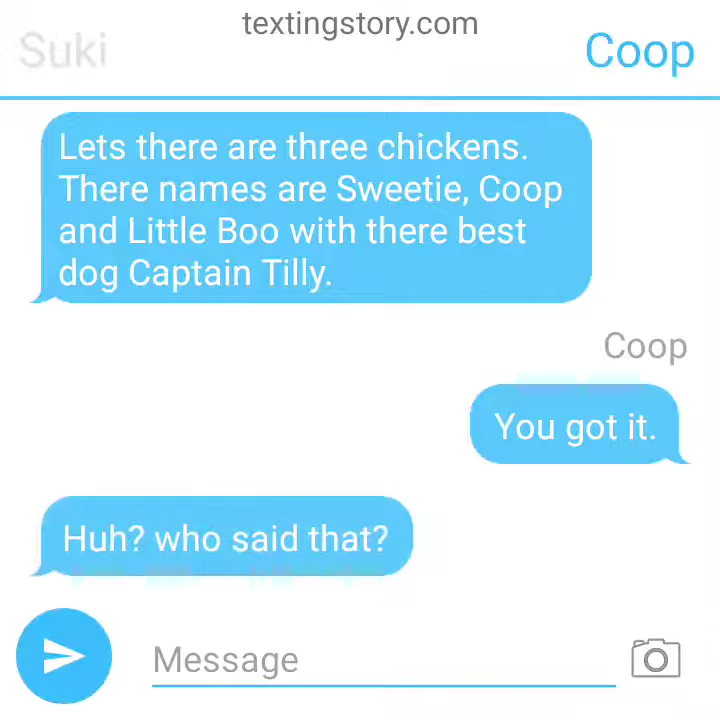 textingstory.com
Suki
Coop
Lets there are three chickens.
There names are Sweetie, Coop
and Little Boo with there best
dog Captain Tilly.
Coop
You got it.
Huh? who said that?
Message